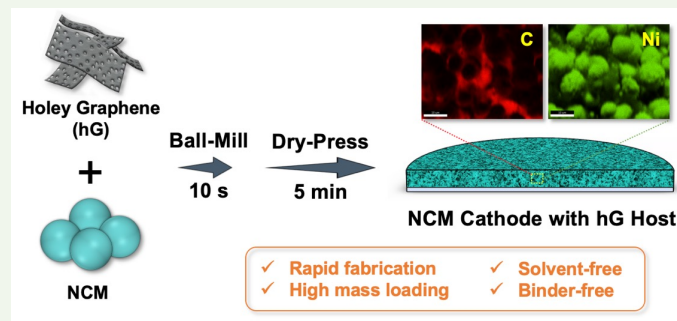 C
Ni
Holey Graphene
(hG)
+
NCM
Ball-Mill
10 s
Dry-Press
5 min
NCM Cathode with hG Host
✓ Rapid fabrication
✓ High mass loading
✓ Solvent-free
✓ Binder-free